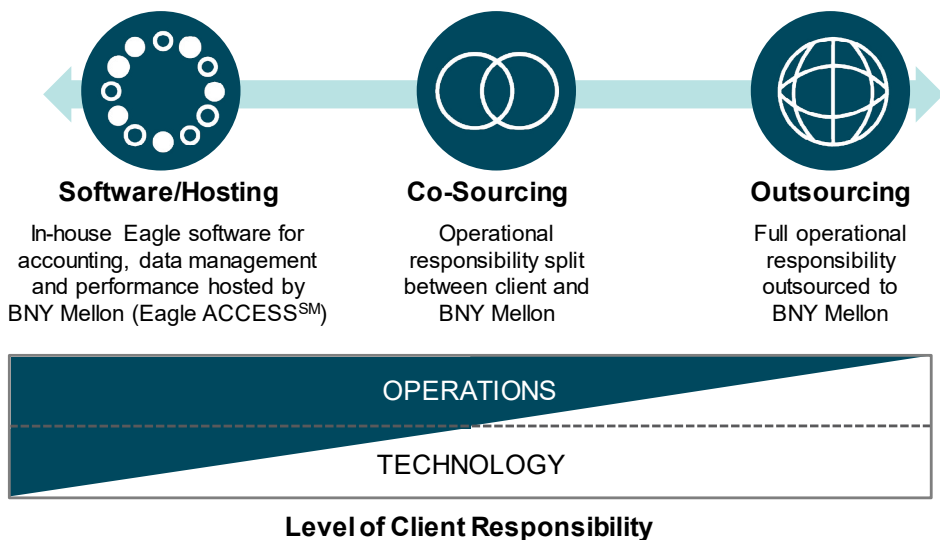 Software/Hosting
In-house Eagle software for
accounting, data management
and performance hosted by
BNY Mellon (Eagle ACCESS℠)
Co-Sourcing
Operational
responsibility split
between client and
BNY Mellon
Outsourcing
Full operational
responsibility
outsourced to
BNY Mellon
OPERATIONS
TECHNOLOGY
Level of Client Responsibility